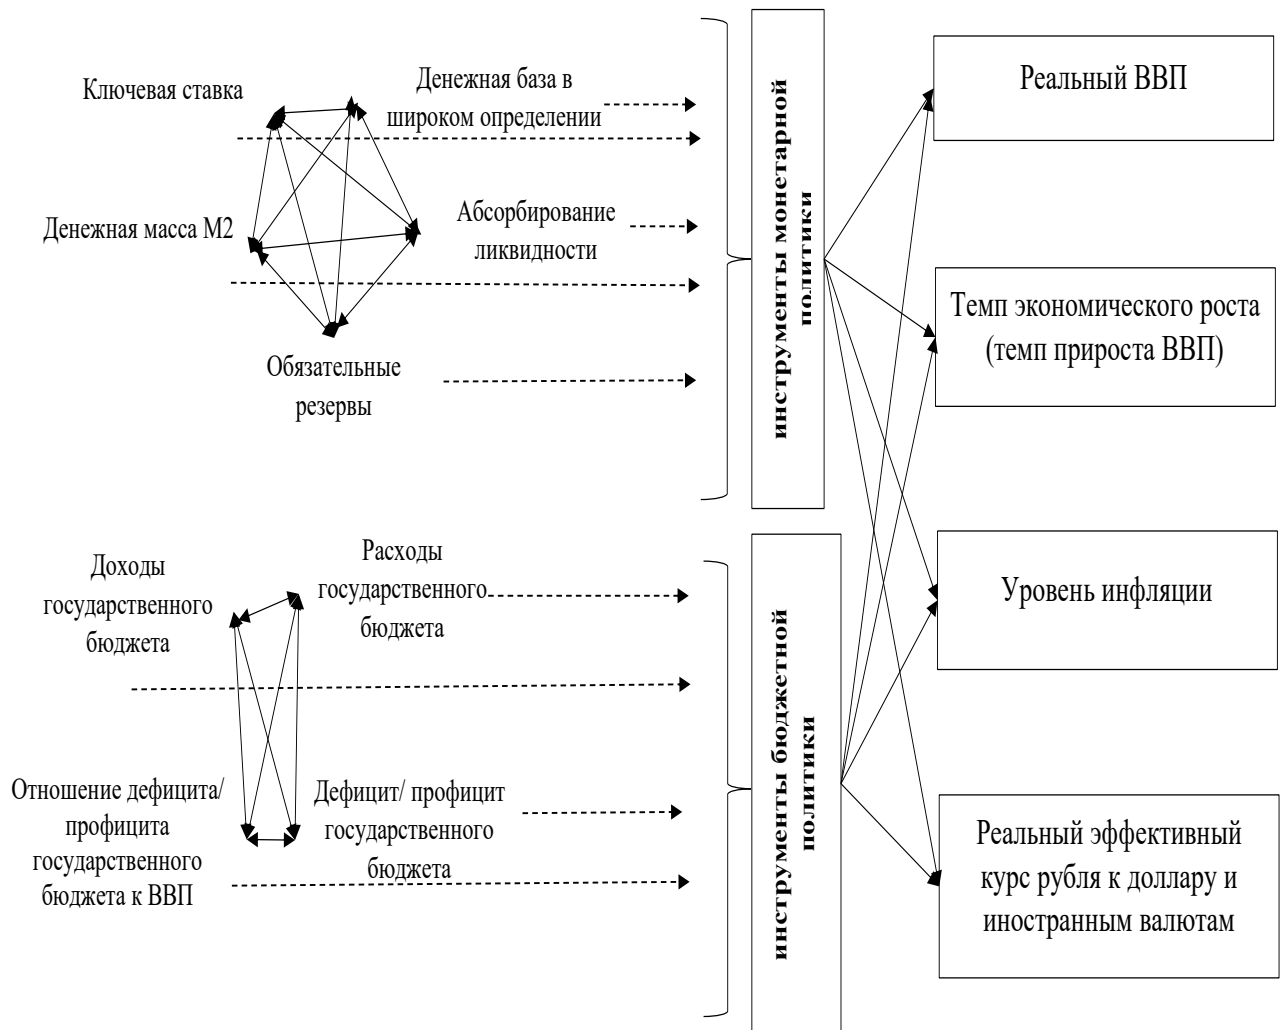 Ключевая ставка
Денежная база в
широком определении
Денежная масса М2
Абсорбирование
ликвидности
Обязательные
резервы
инструменты монетарной
политики
Доходы
государственного
бюджета
Расходы
государственного
бюджета
Отношение дефицита/
профицита
государственного
бюджета к ВВП
Дефицит/ профицит
государственного
бюджета
инструменты бюджетной
политики
Реальный ВВП
Темп экономического роста
(темп прироста ВВП)
Уровень инфляции
Реальный эффективный
курс рубля к доллару и
иностранным валютам